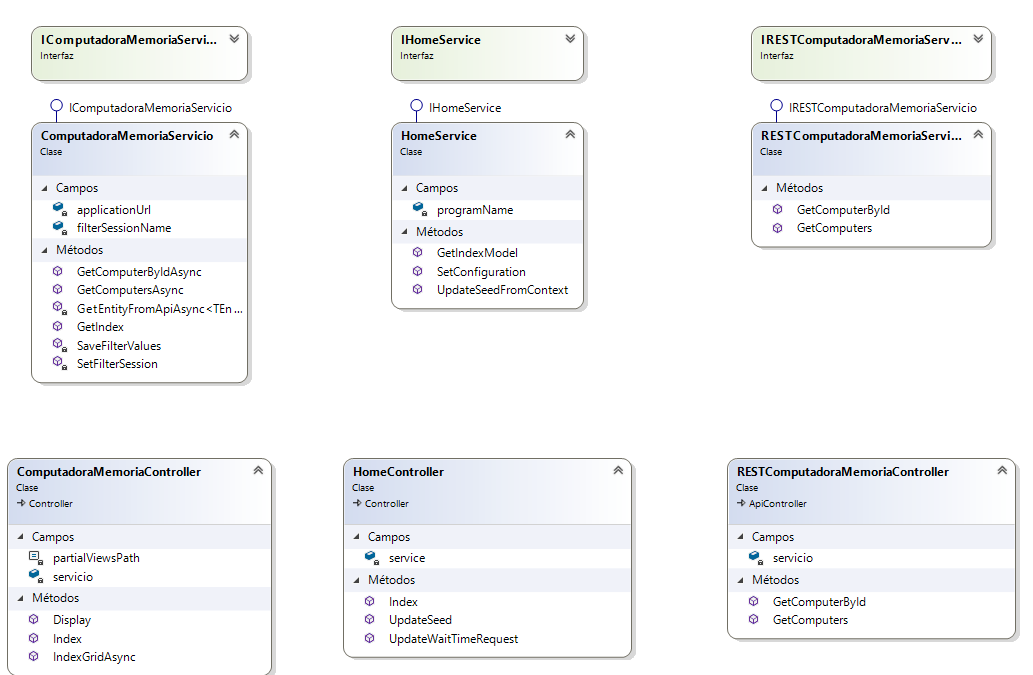 IComputadoraMemoriaServi...
Interfaz
IComputadoraMemoriaServicio
ComputadoraMemoriaServicio
Clase
Campos
applicationUrl
filterSessionName
Métodos
GetComputerByIdAsync
GetComputersAsync
GetEntityFromApiAsync<TEn...
GetIndex
SaveFilterValues
SetFilterSession
IHomeService
Interfaz
IHomeService
HomeService
Clase
Campos
programName
Métodos
GetIndexModel
SetConfiguration
UpdateSeedFromContext
IRESTComputadoraMemoriaServ...
Interfaz
IRESTComputadoraMemoriaServicio
RESTComputadoraMemoriaServi...
Clase
Métodos
GetComputerById
GetComputers
ComputadoraMemoriaController
Clase
Controller
Campos
partialViewsPath
servicio
Métodos
Display
Index
IndexGridAsync
HomeController
Clase
Controller
Campos
service
Métodos
Index
UpdateSeed
UpdateWaitTimeRequest
RESTComputadoraMemoriaController
Clase
ApiController
Campos
servicio
Métodos
GetComputerById
GetComputers